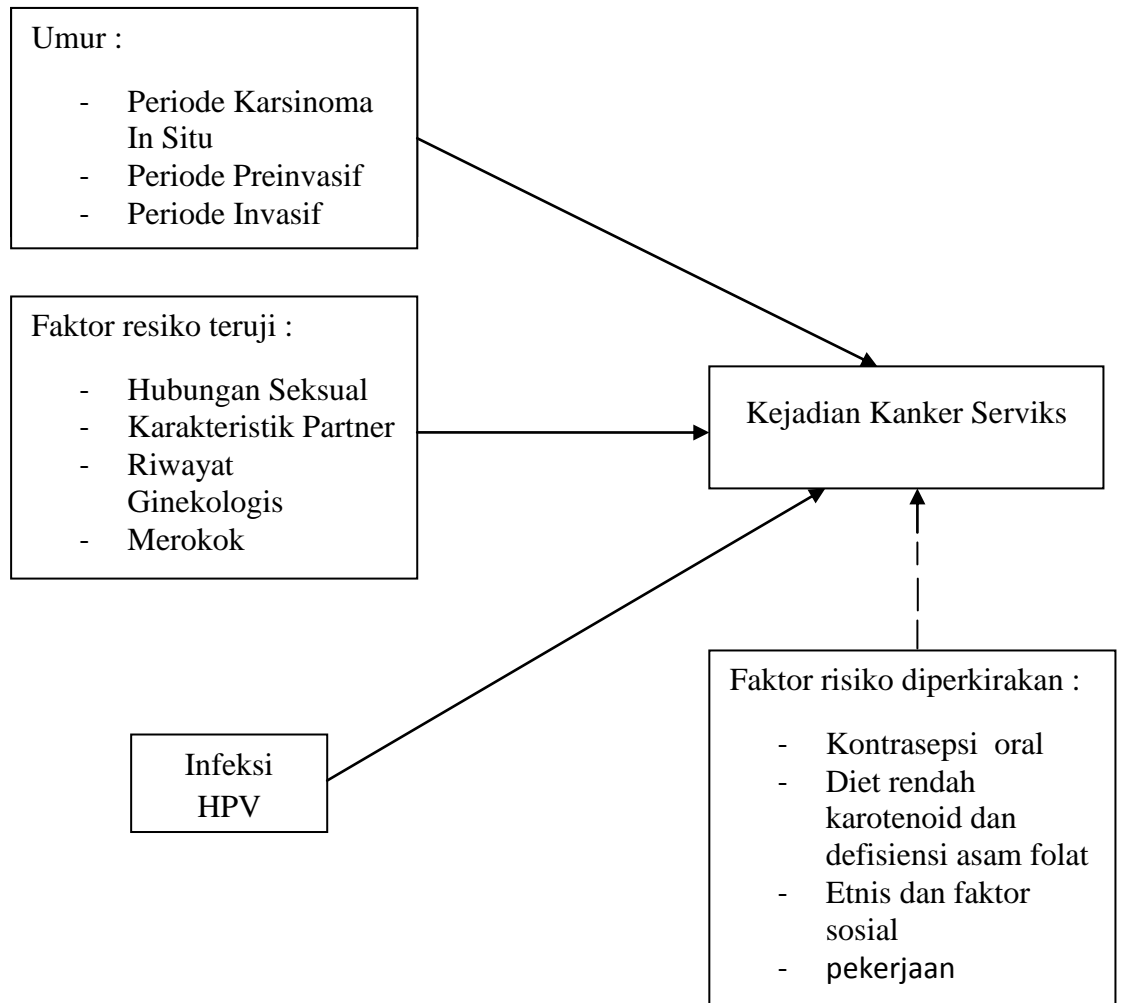 Umur :
- Periode Karsinoma
In Situ
- Periode Preinvasif
- Periode Invasif
Faktor resiko teruji :
- Hubungan Seksual
- Karakteristik Partner
- Riwayat
Ginekologis
- Merokok
Kejadian Kanker Serviks
Infeksi
HPV
Faktor risiko diperkirakan :
- Kontrasepsi oral
- Diet rendah
karotenoid dan
defisiensi asam folat
- Etnis dan faktor
sosial
- pekerjaan